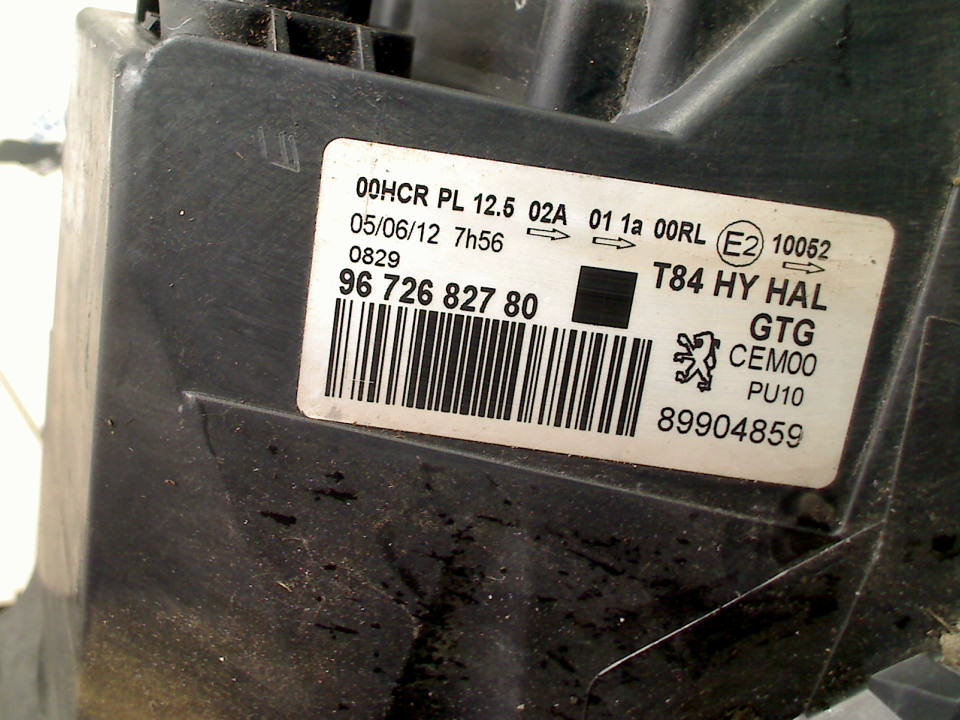 00HCR PL 12.5 02A 01 1a 00RL E2 10052
05/06/12 7h56
0829
96 726 827 80
T84 HY HAL
GTG
CEM00
PU10
89904859